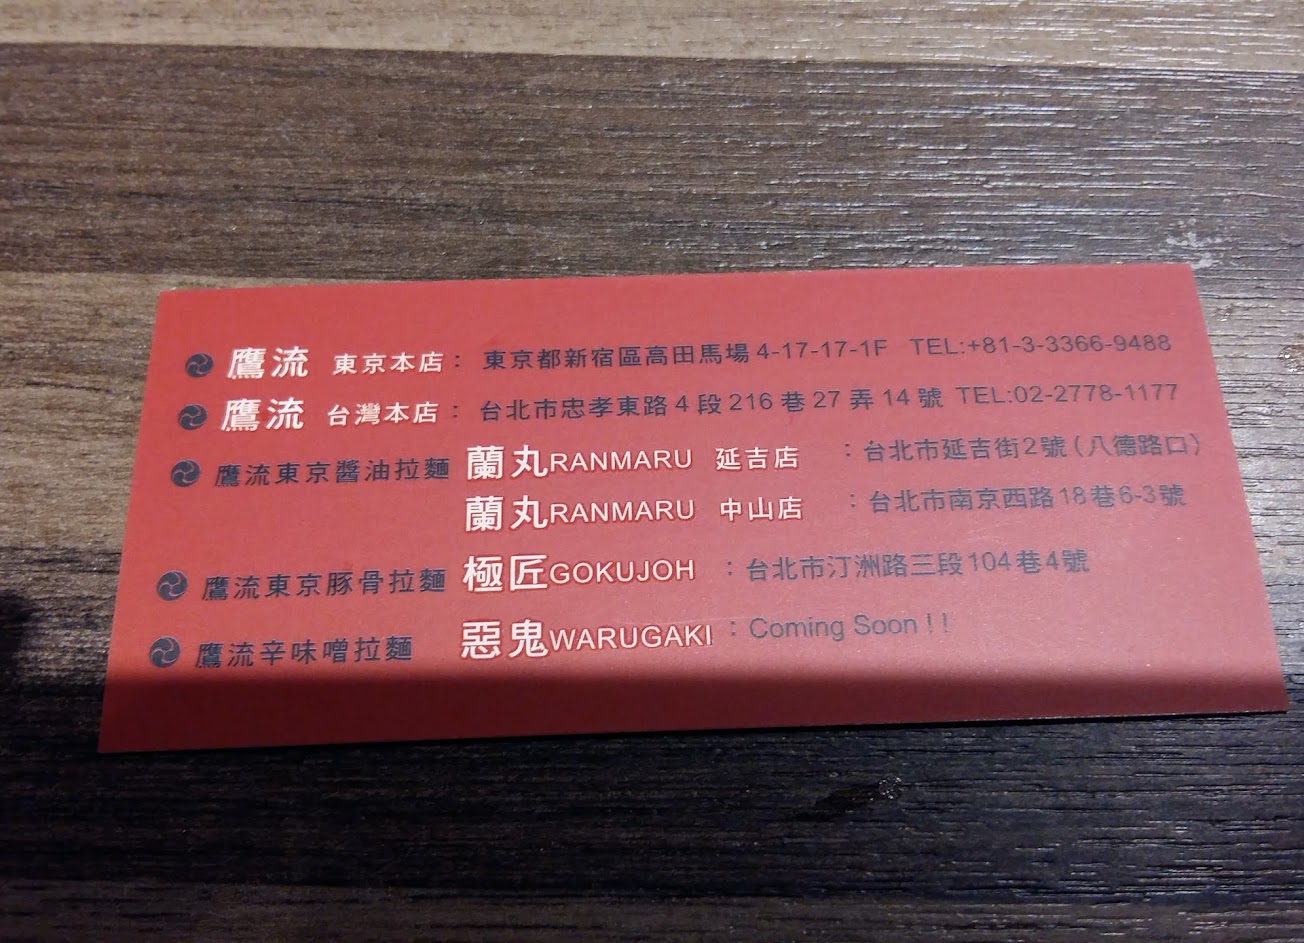 鷹流 東京本店： 東京都新宿區高田馬場4-17-17-1F TEL:+81-3-3366-9488
鷹流 台灣本店： 台北市忠孝東路4段216巷27弄14號 TEL:02-2778-1177
鷹流東京醬油拉麵 蘭丸RANMARU 延吉店 ：台北市延吉街2號(八德路口)
蘭丸RANMARU 中山店 ：台北市南京西路18巷6-3號
鷹流東京豚骨拉麵 極匠GOKUJOH ：台北市汀洲路三段104巷4號
鷹流辛味噌拉麵 惡鬼WARUGAKI ：Coming Soon!!